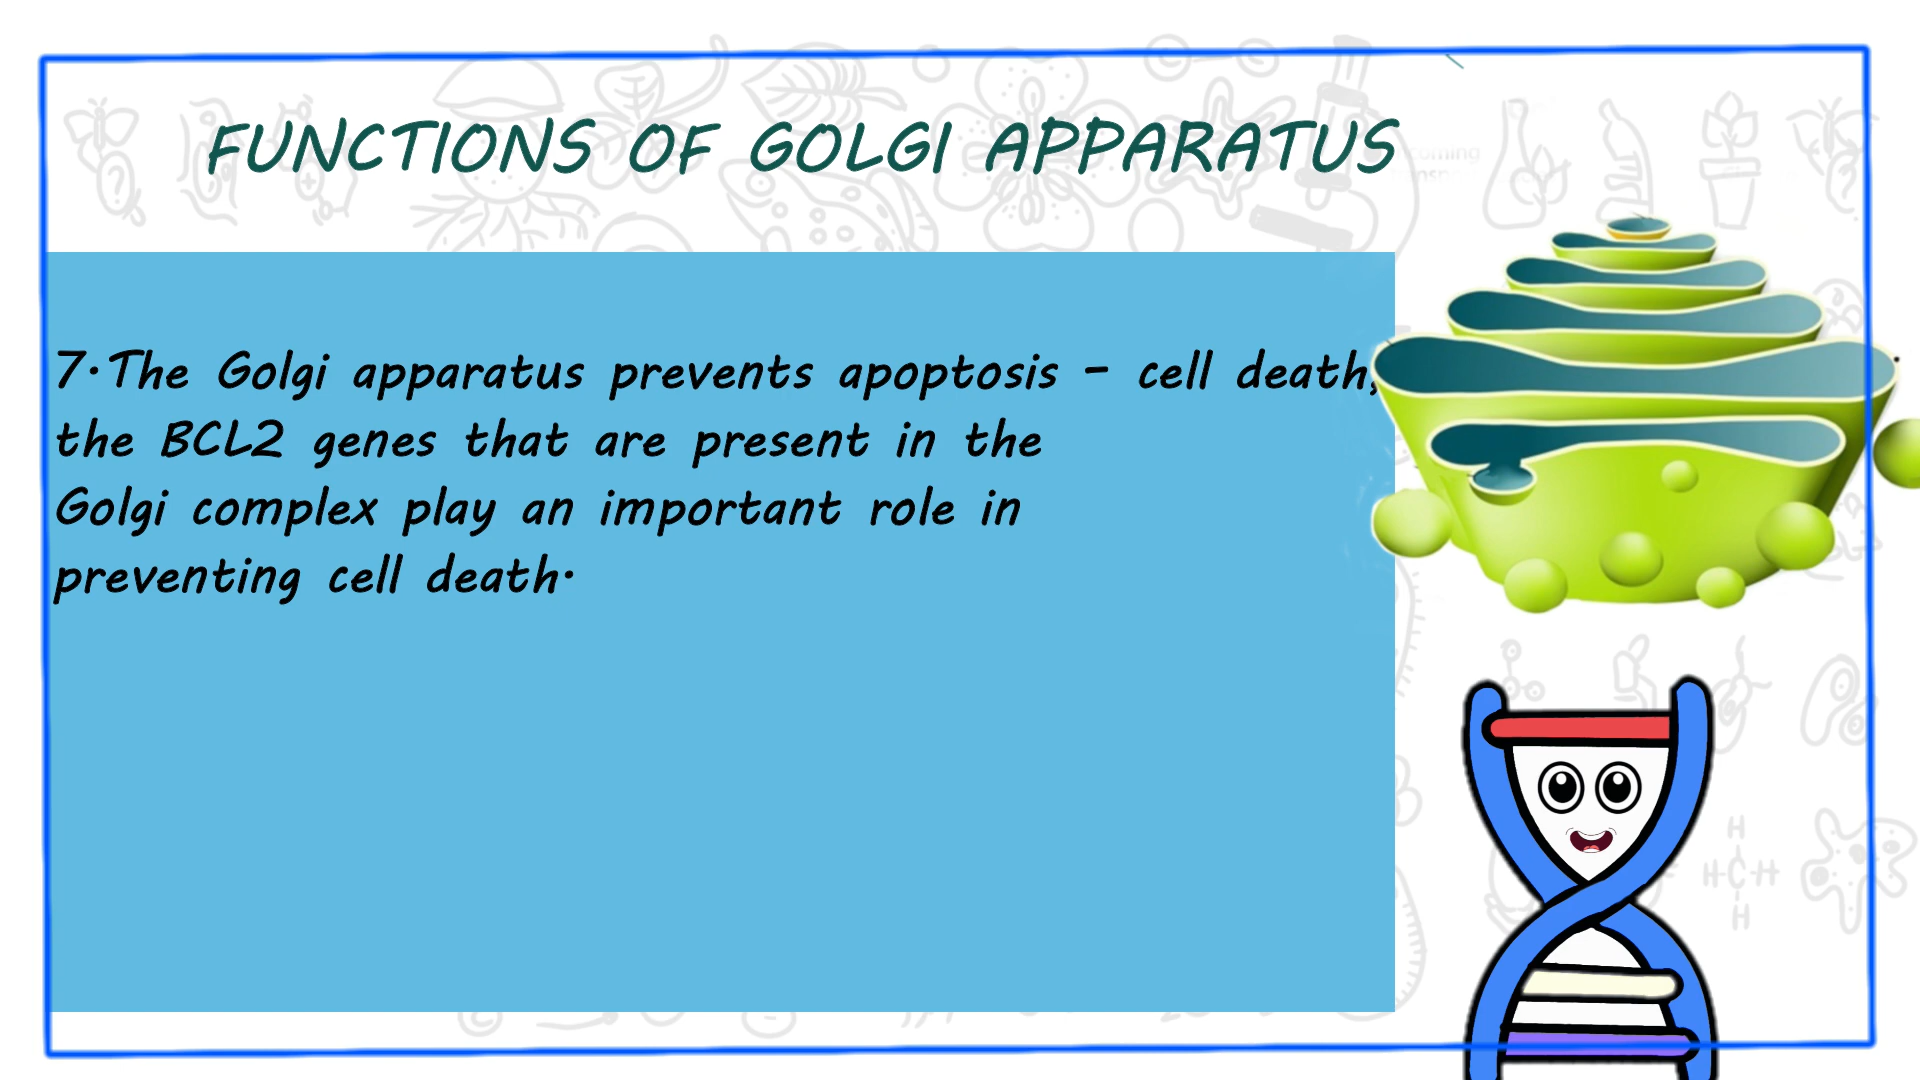 FUNCTIONS OF GOLGI APPARATUS
coming
7.The Golgi apparatus prevents apoptosis – cell death,
the BCL2 genes that are present in the
Golgi complex play an important role in
preventing cell death.
H
H-C-H
H